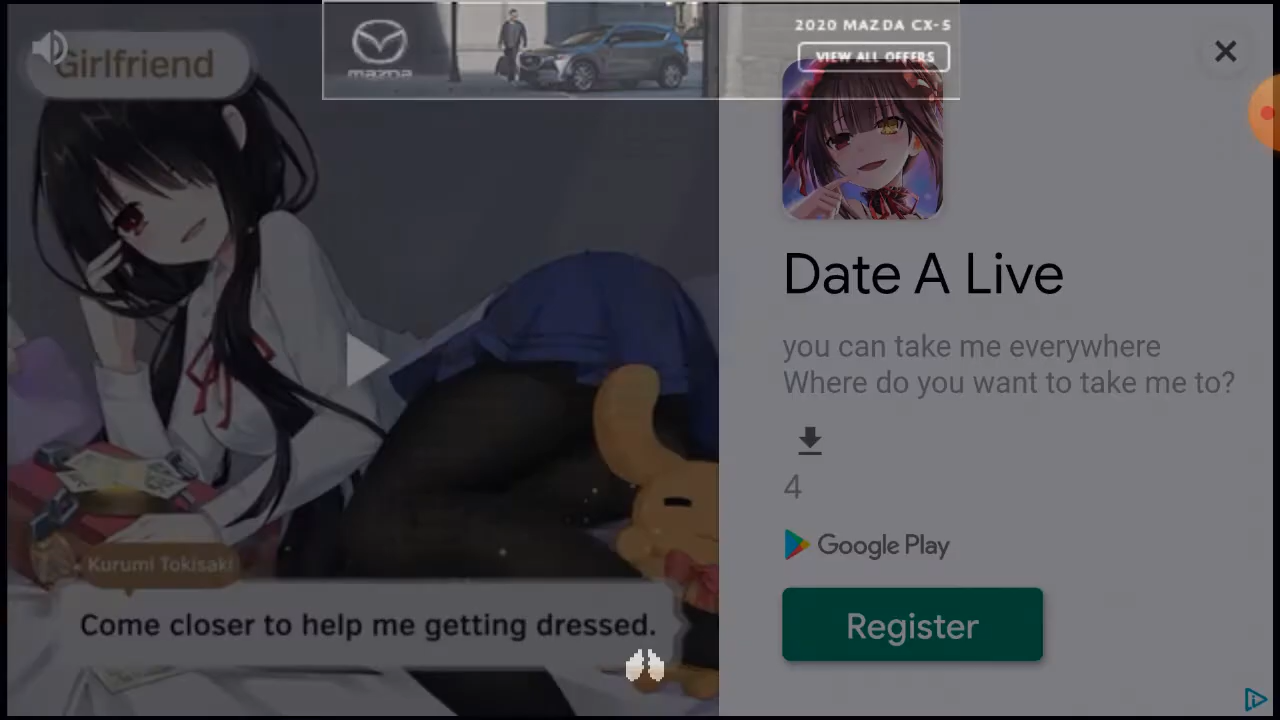 Girlfriend
mazda
2020 MAZDA CX-5
VIEW ALL OFFERS
Date A Live
you can take me everywhere
Where do you want to take me to?
4
Google Play
Register
Kurumi Tokisaki
Come closer to help me getting dressed.